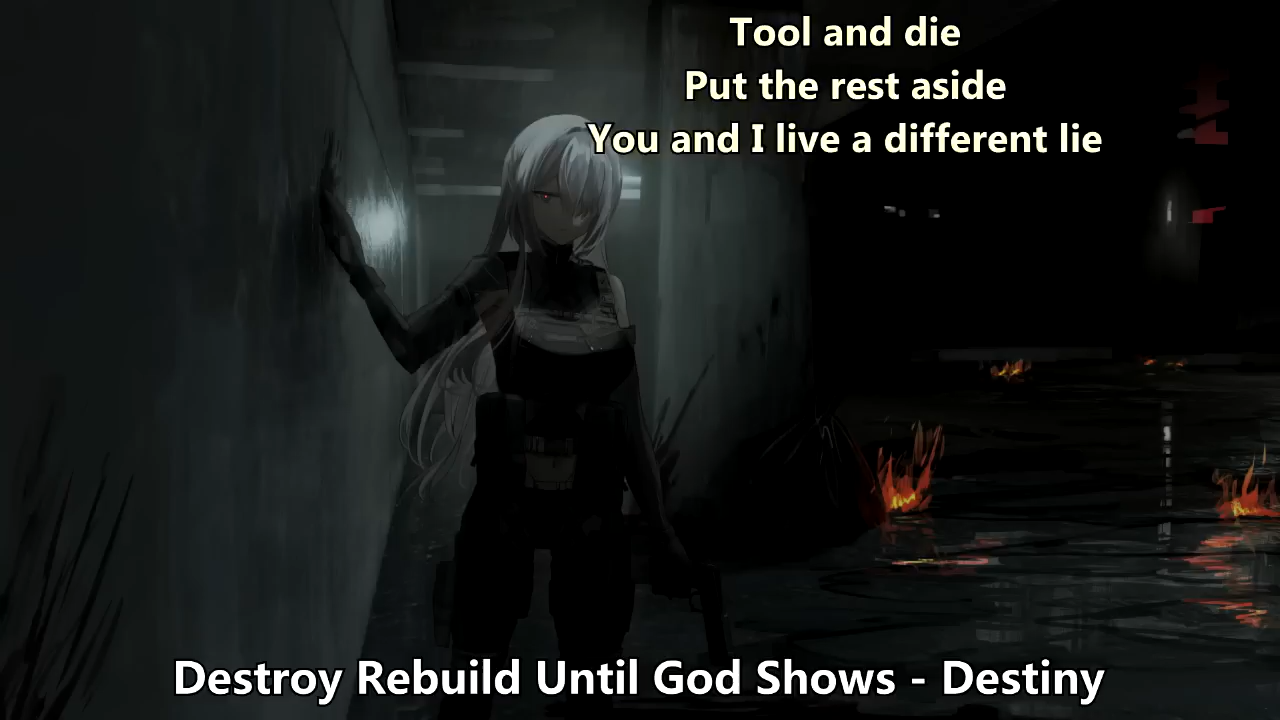 Tool and die
Put the rest aside
You and I live a different lie
Destroy Rebuild Until God Shows - Destiny